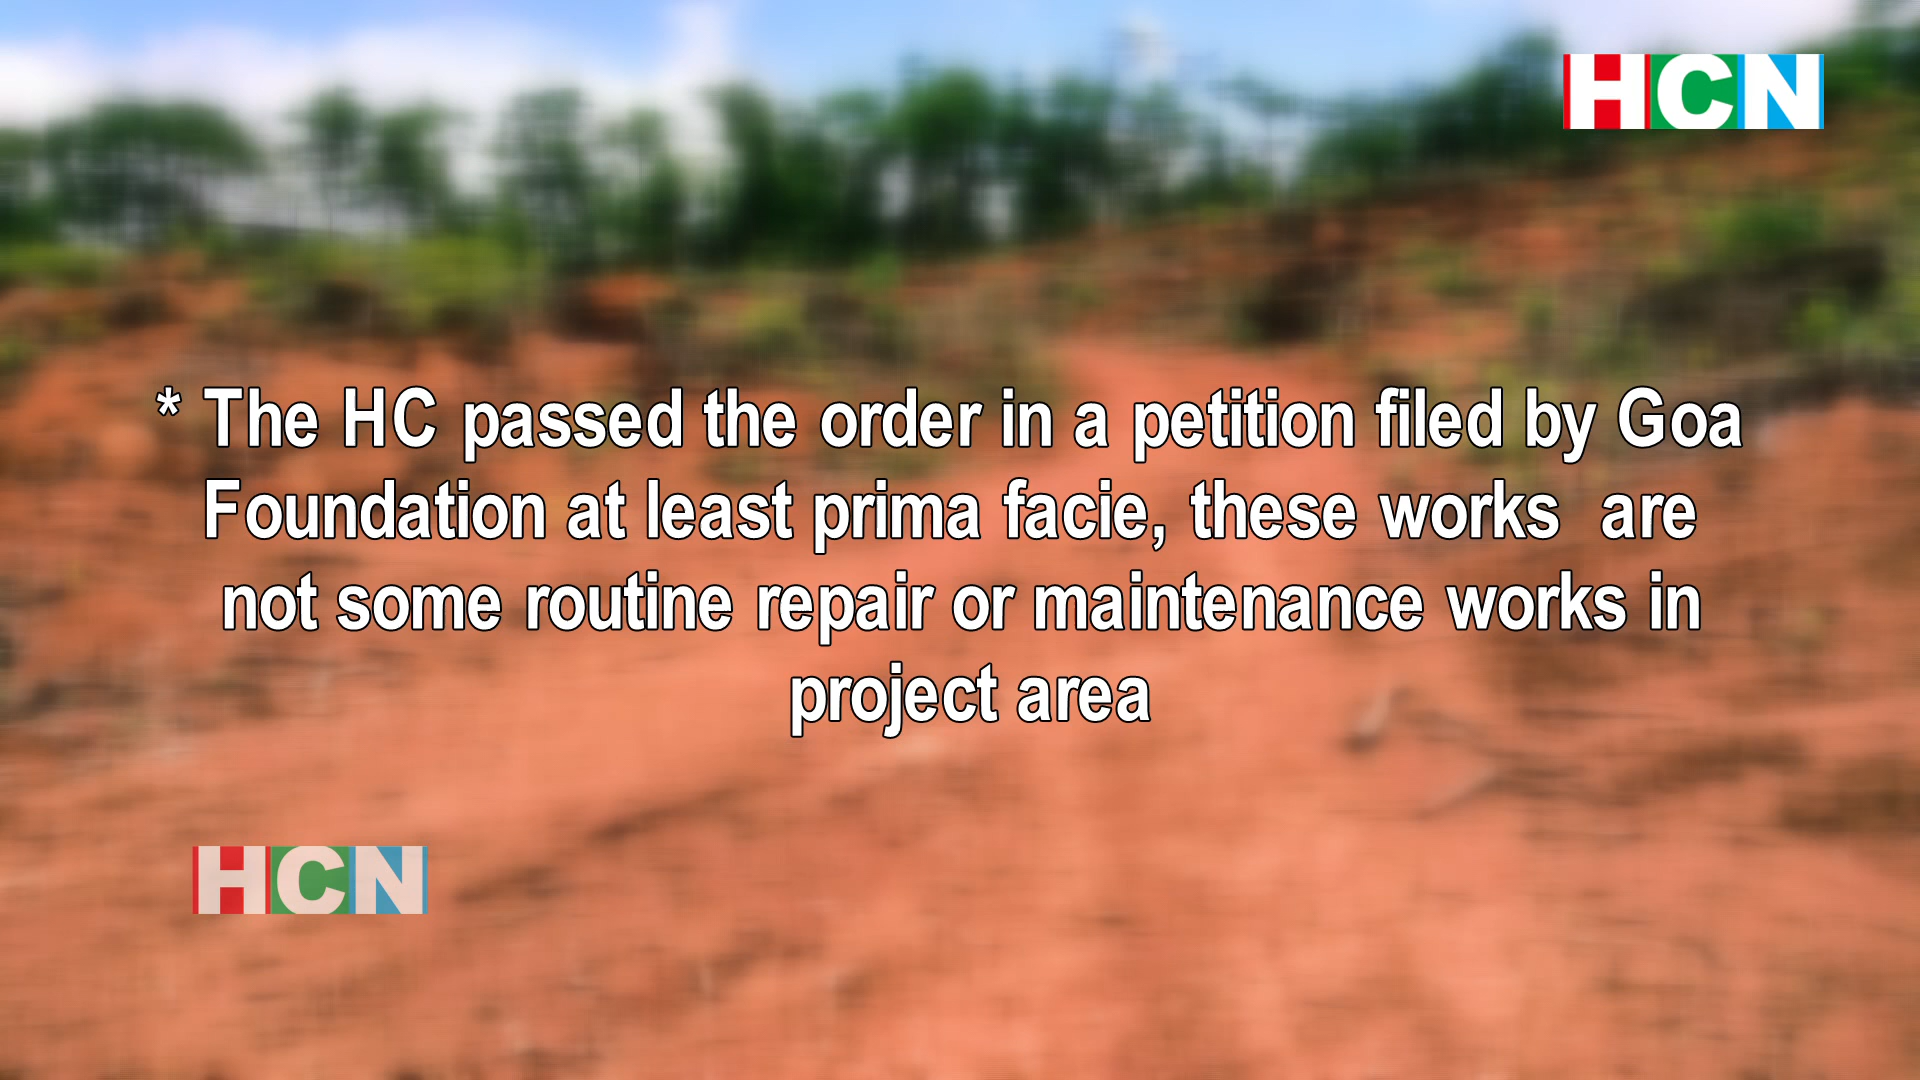 HCN
* The HC passed the order in a petition filed by Goa
Foundation at least prima facie, these works  are
not some routine repair or maintenance works in
project area
HCN